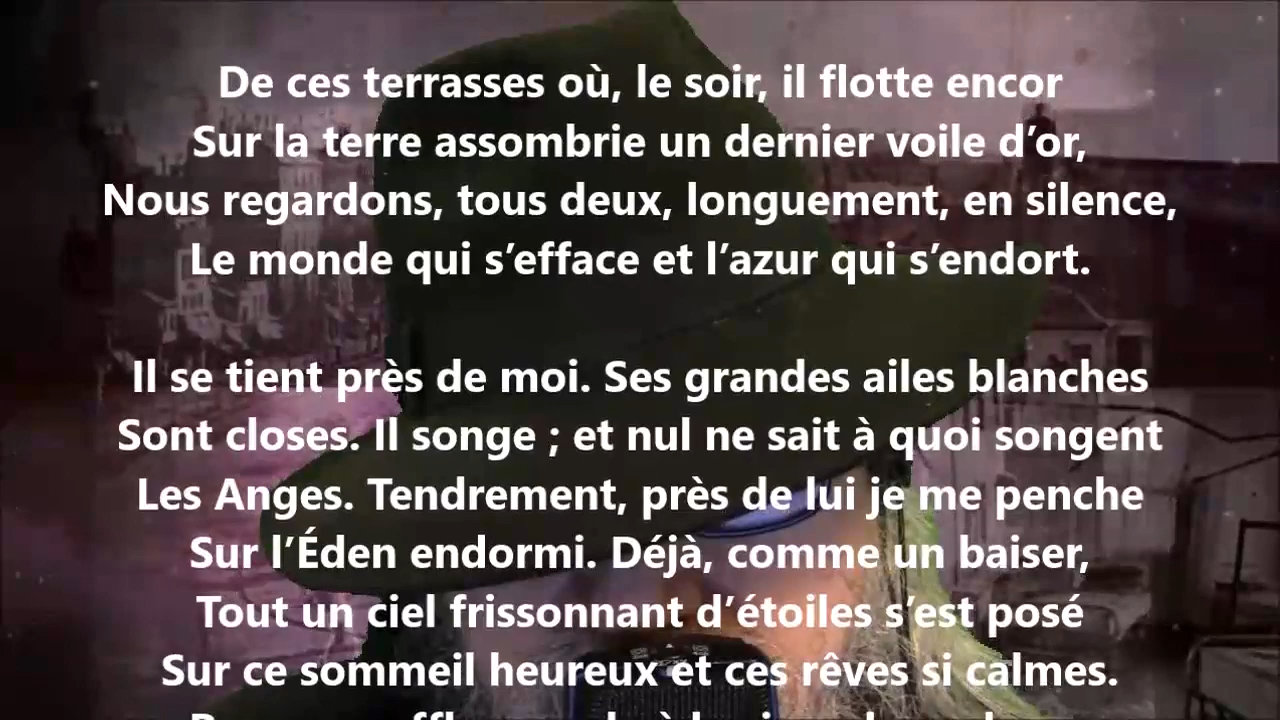 De ces terrasses où, le soir, il flotte encor
Sur la terre assombrie un dernier voile d’or,
Nous regardons, tous deux, longuement, en silence,
Le monde qui s’efface et l’azur qui s’endort.
Il se tient près de moi. Ses grandes ailes blanches
Sont closes. Il songe ; et nul ne sait à quoi songent
Les Anges. Tendrement, près de lui je me penche
Sur l’Éden endormi. Déjà, comme un baiser,
Tout un ciel frissonnant d’étoiles s’est posé
Sur ce sommeil heureux et ces rêves si calmes.